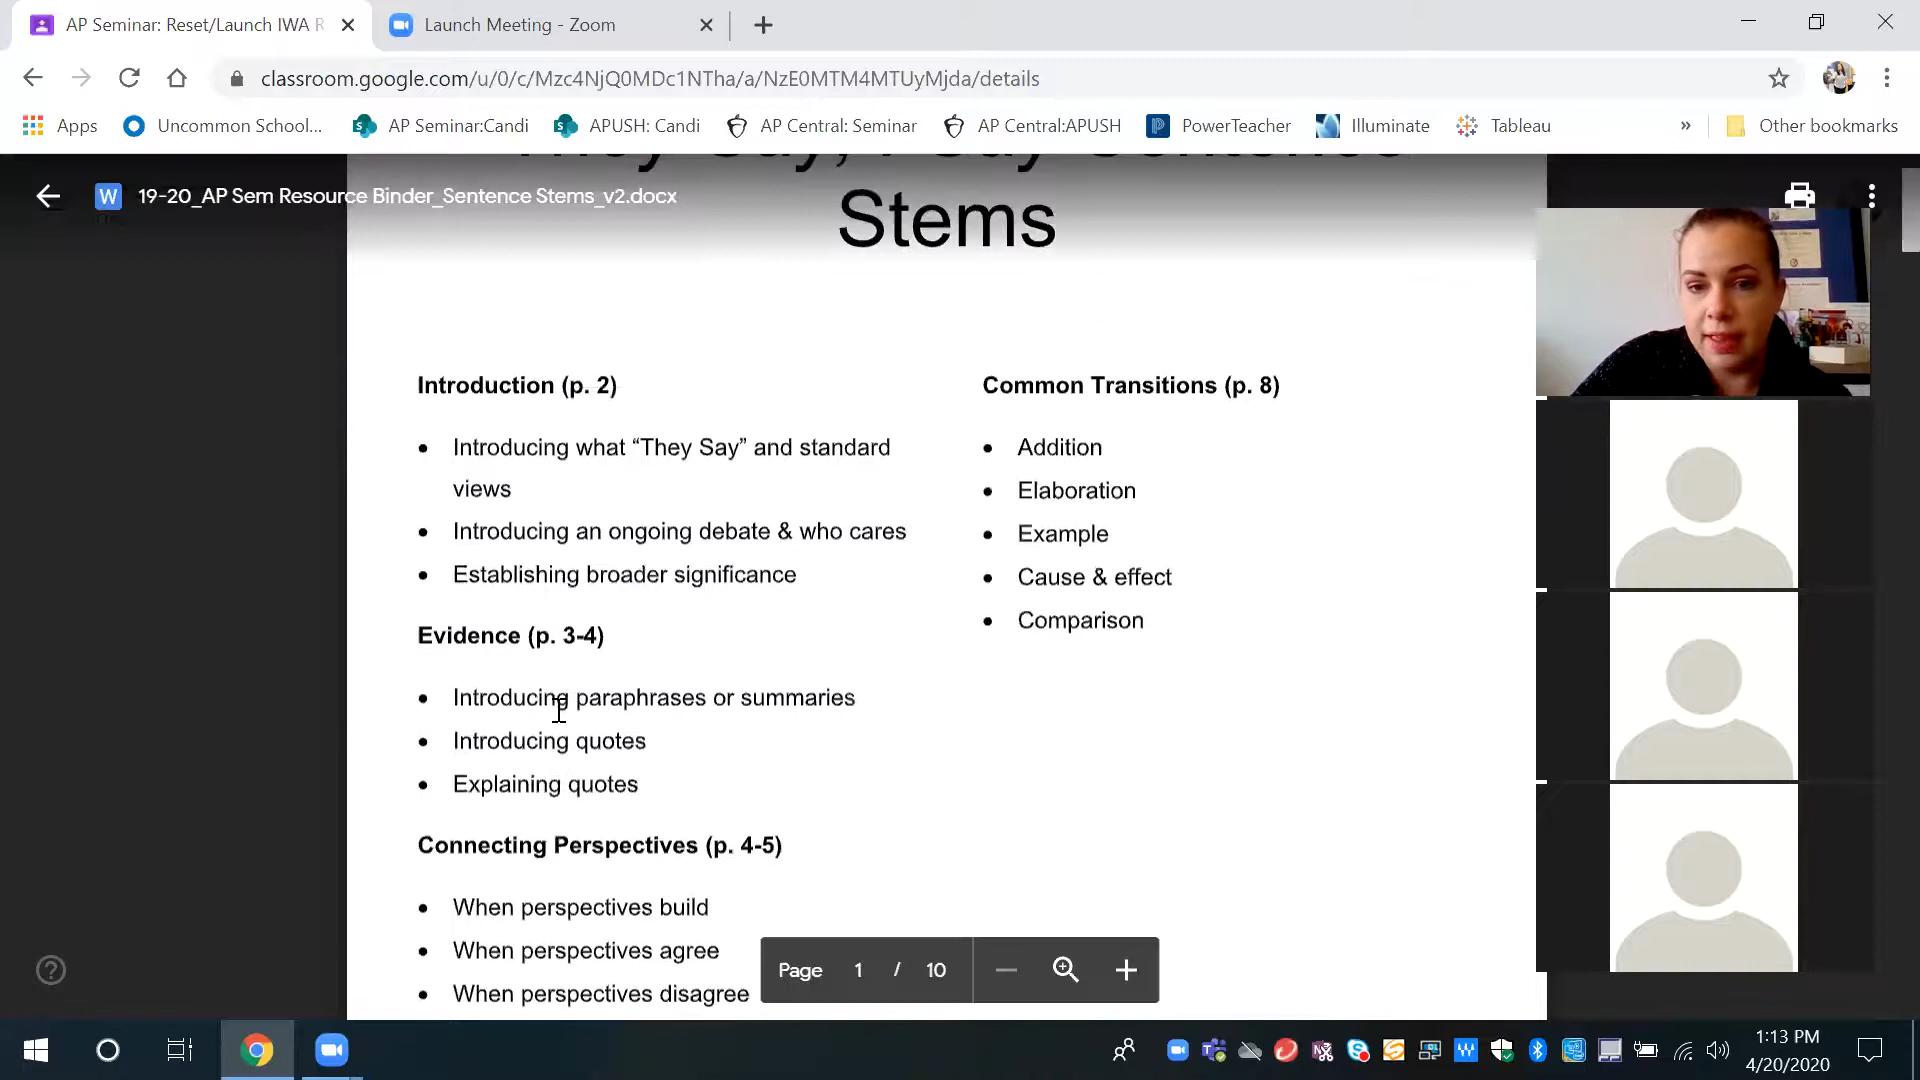 AP Seminar: Reset/Launch IWA R
Launch Meeting - Zoom
classroom.google.com/u/0/c/Mzc4NjQ0MDc1NTha/a/NzE0MTM4MTUyMjda/details
Apps
Uncommon School...
AP Seminar:Candi
APUSH: Candi
AP Central: Seminar
AP Central:APUSH
PowerTeacher
Illuminate
Tableau
»
Other bookmarks
They Say, I Say Sentence
W
19-20_AP Sem Resource Binder_Sentence Stems_v2.docx
Stems
Introduction (p. 2)
• Introducing what “They Say” and standard
views
• Introducing an ongoing debate & who cares
• Establishing broader significance
Evidence (p. 3-4)
• Introducing paraphrases or summaries
• Introducing quotes
• Explaining quotes
Connecting Perspectives (p. 4-5)
• When perspectives build
• When perspectives agree
• When perspectives disagree
Common Transitions (p. 8)
• Addition
• Elaboration
• Example
• Cause & effect
• Comparison
Page 1 / 10
1:13 PM
4/20/2020